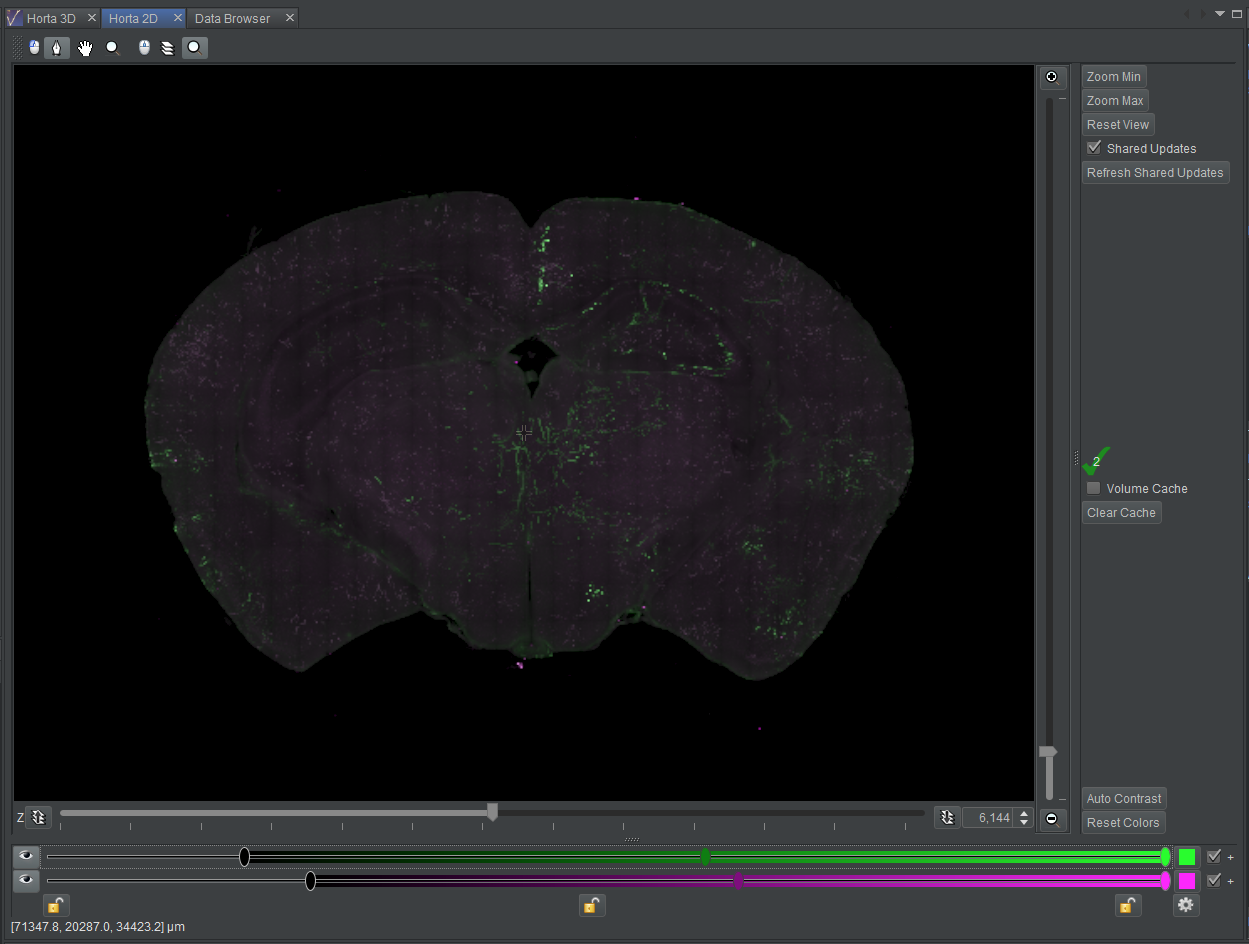 Horta 3D
Horta 2D
Data Browser
Zoom Min
Zoom Max
Reset View
Shared Updates
Refresh Shared Updates
2
Volume Cache
Clear Cache
Auto Contrast
Z
6,144
Reset Colors
[71347.8, 20287.0, 34423.2] µm